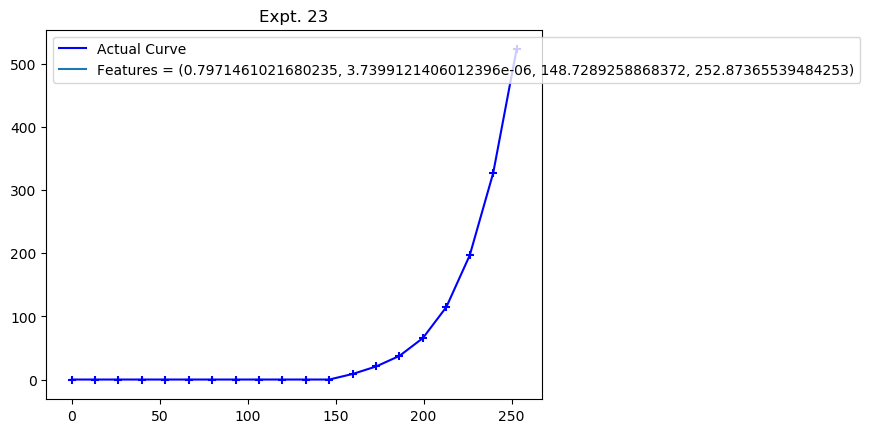 Expt. 23
Actual Curve
Features = (0.7971461021680235, 3.7399121406012396e-06, 148.7289258868372, 252.87365539484253)
500
400
300
200
100
0
0 50 100 150 200 250